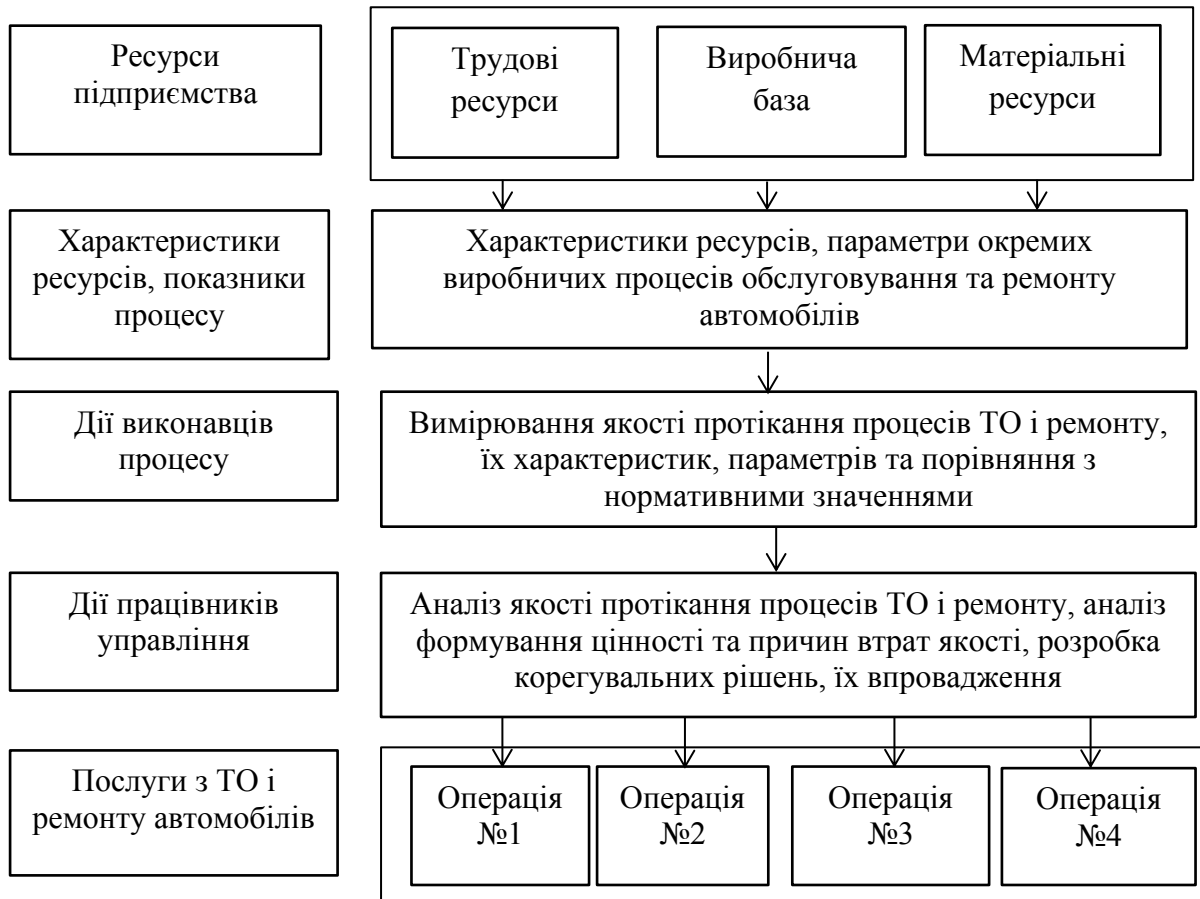 Ресурси
підприємства
Трудові
ресурси
Виробнича
база
Матеріальні
ресурси
Характеристики
ресурсів, показники
процесу
Характеристики ресурсів, параметри окремих
виробничих процесів обслуговування та ремонту
автомобілів
Дії виконавців
процесу
Вимірювання якості протікання процесів ТО і ремонту,
їх характеристик, параметрів та порівняння з
нормативними значеннями
Дії працівників
управління
Аналіз якості протікання процесів ТО і ремонту, аналіз
формування цінності та причин втрат якості, розробка
корегувальних рішень, їх впровадження
Послуги з ТО і
ремонту автомобілів
Операція
№1
Операція
№2
Операція
№3
Операція
№4